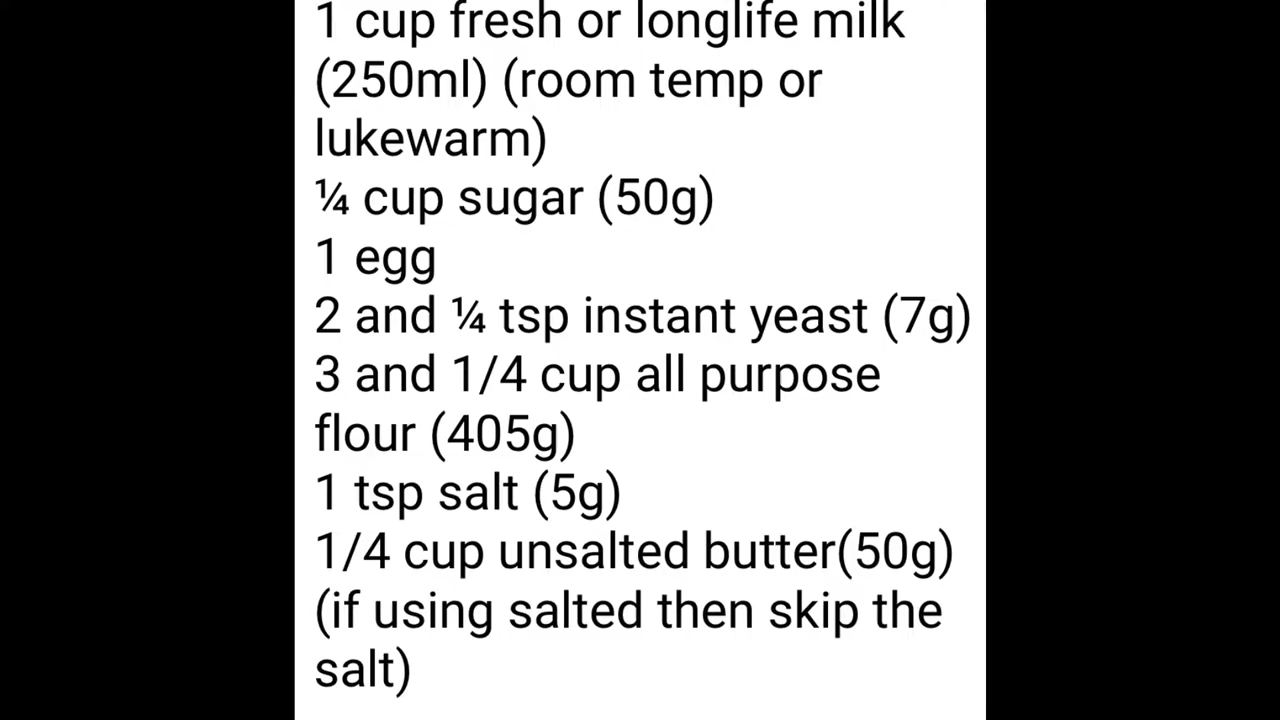 1 cup fresh or longlife milk
(250ml) (room temp or
lukewarm)
¼ cup sugar (50g)
1 egg
2 and ¼ tsp instant yeast (7g)
3 and 1/4 cup all purpose
flour (405g)
1 tsp salt (5g)
1/4 cup unsalted butter(50g)
(if using salted then skip the
salt)